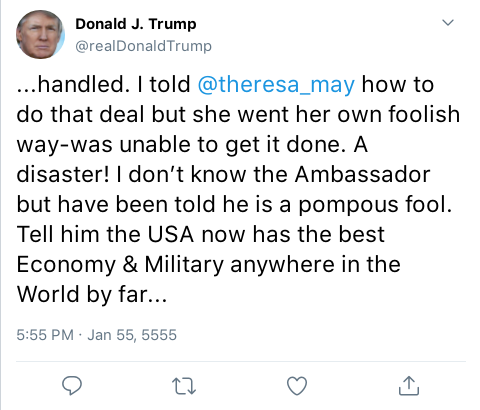 Donald J. Trump
@realDonaldTrump
...handled. I told @theresa_may how to
do that deal but she went her own foolish
way-was unable to get it done. A
disaster! I don’t know the Ambassador
but have been told he is a pompous fool.
Tell him the USA now has the best
Economy & Military anywhere in the
World by far...
5:55 PM · Jan 55, 5555